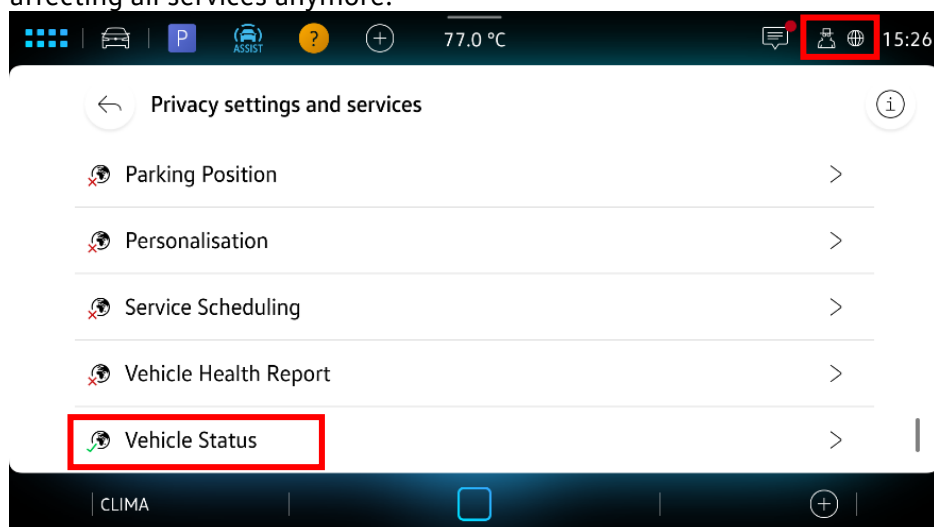 affecting all services anymore.
P ASSIST ? 77.0 °C 15:26
Privacy settings and services i
Parking Position
Personalisation
Service Scheduling
Vehicle Health Report
Vehicle Status
CLIMA